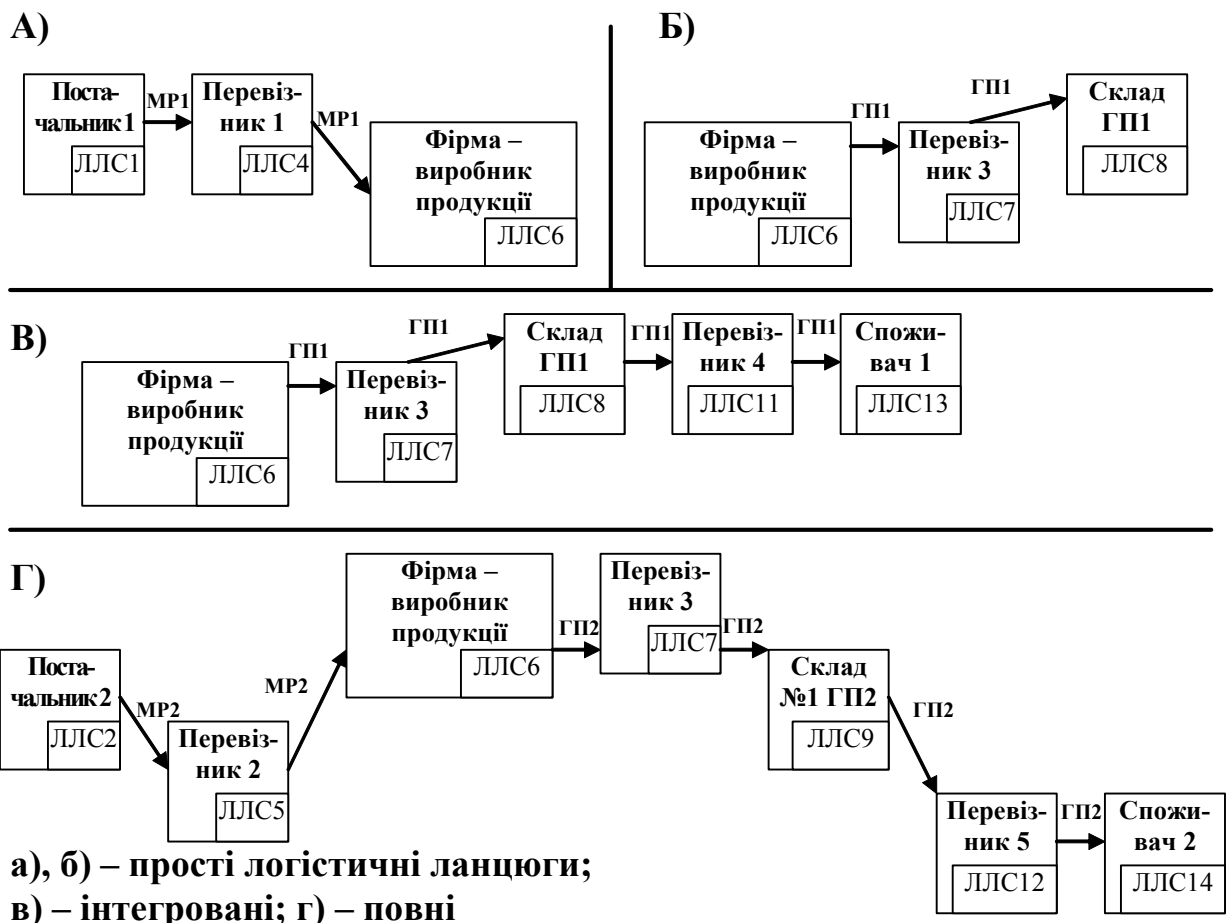 А)
Поста-
чальник1
ЛЛС1
МР1
Перевіз-
ник 1
ЛЛС4
МР1
Фірма –
виробник
продукції
ЛЛС6
Б)
Фірма –
виробник
продукції
ЛЛС6
ГП1
Перевіз-
ник 3
ЛЛС7
ГП1
Склад
ГП1
ЛЛС8
В)
Фірма –
виробник
продукції
ЛЛС6
ГП1
Перевіз-
ник 3
ЛЛС7
ГП1
Склад
ГП1
ЛЛС8
ГП1
Перевіз-
ник 4
ЛЛС11
ГП1
Спожи-
вач 1
ЛЛС13
Г)
Поста-
чальник2
ЛЛС2
МР2
Перевіз-
ник 2
ЛЛС5
МР2
Фірма –
виробник
продукції
ЛЛС6
ГП2
Перевіз-
ник 3
ЛЛС7
ГП2
Склад
№1 ГП2
ЛЛС9
ГП2
Перевіз-
ник 5
ЛЛС12
ГП2
Спожи-
вач 2
ЛЛС14
а), б) – прості логістичні ланцюги;
в) – інтегровані; г) – повні